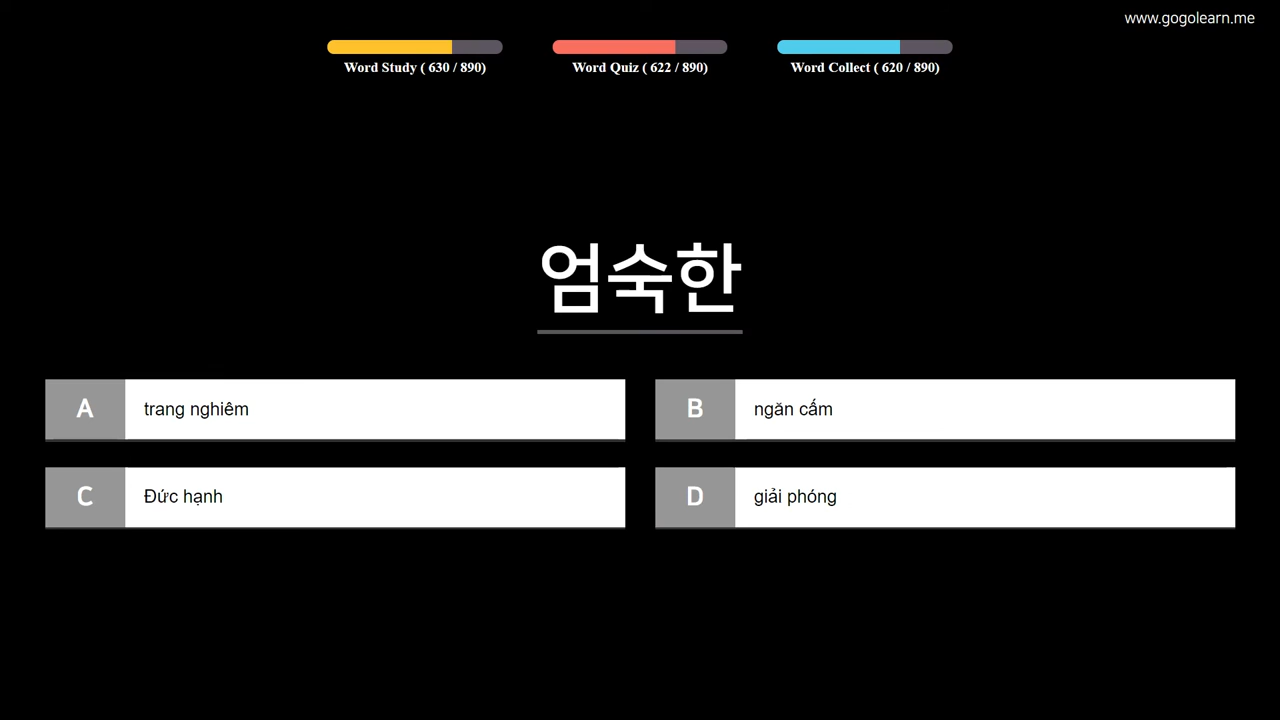 www.gogolearn.me
Word Study ( 630 / 890)
Word Quiz ( 622 / 890)
Word Collect ( 620 / 890)
엄숙한
A trang nghiêm
B ngăn cấm
C Đức hạnh
D giải phóng